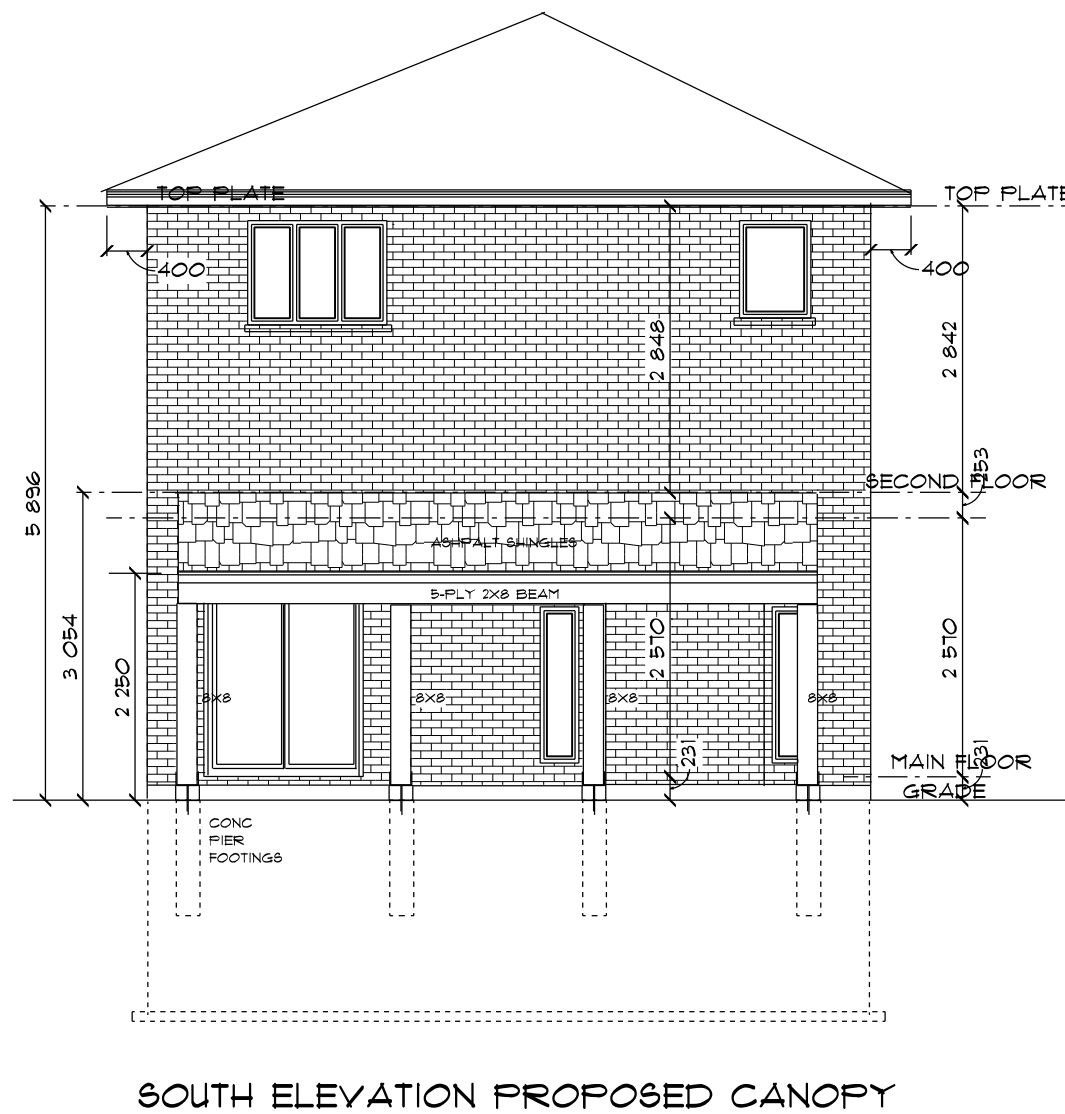 TOP PLATE
TOP PLATE
400
400
2 848
2 842
5 896
253
SECOND FLOOR
ASHPALT SHINGLES
5-PLY 2X8 BEAM
3 054
2 250
2 570
2 570
8X8
8X8
8X8
8X8
231
231
MAIN FLOOR
GRADE
CONC
PIER
FOOTINGS
SOUTH ELEVATION PROPOSED CANOPY